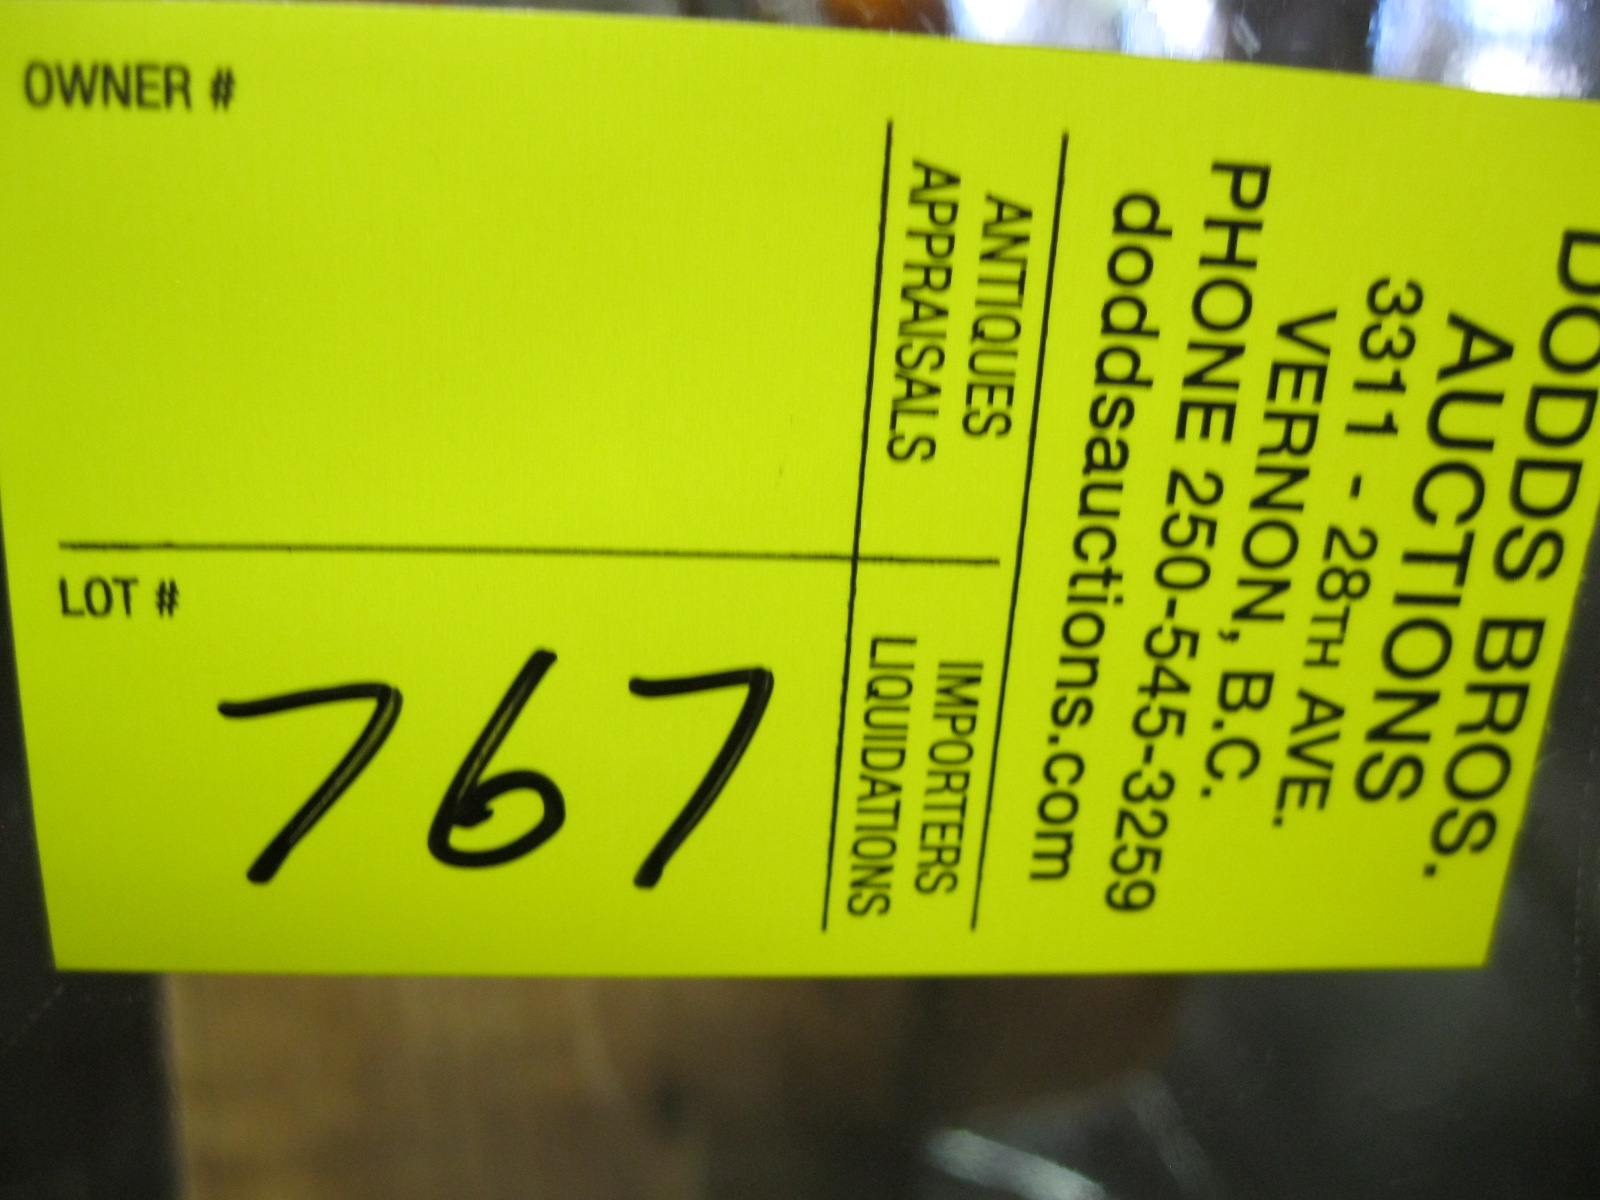 OWNER #
LOT #
767
DODDS BROS.
AUCTIONS
3311 - 28TH AVE.
VERNON, B.C.
PHONE 250-545-3259
doddsauctions.com
ANTIQUES
APPRAISALS
IMPORTERS
LIQUIDATIONS